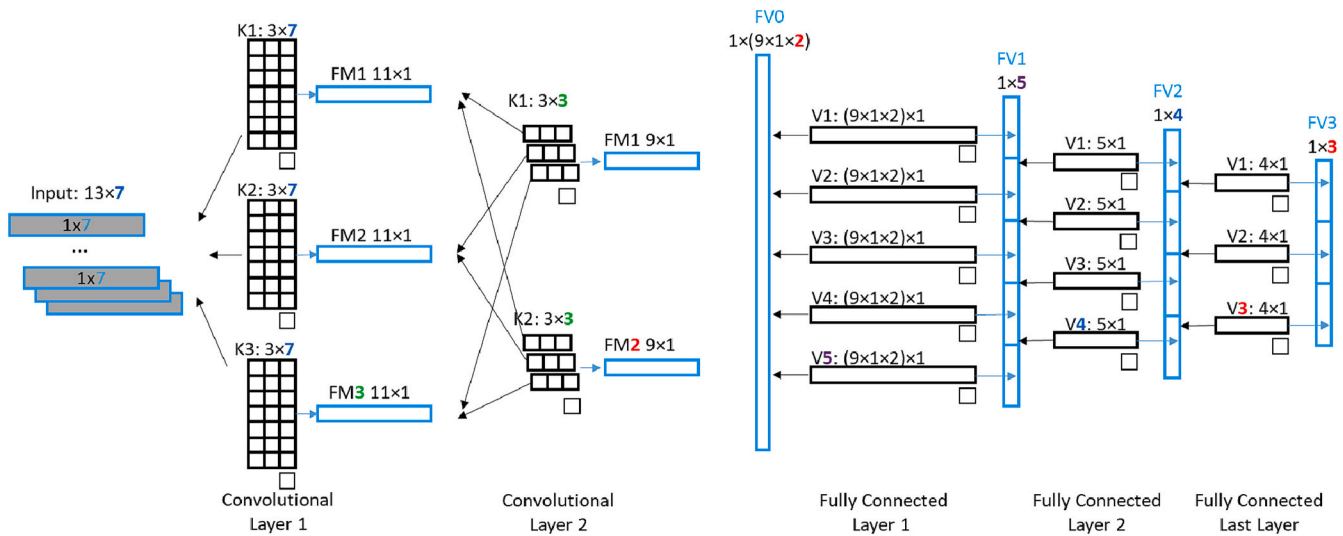 Input: 13×7
1x7
...
1x7
K1: 3×7
K2: 3×7
K3: 3×7
FM1 11×1
FM2 11×1
FM3 11×1
Convolutional
Layer 1
K1: 3×3
K2: 3×3
FM1 9×1
FM2 9×1
Convolutional
Layer 2
FV0
1×(9×1×2)
V1: (9×1×2)×1
V2: (9×1×2)×1
V3: (9×1×2)×1
V4: (9×1×2)×1
V5: (9×1×2)×1
Fully Connected
Layer 1
FV1
1×5
V1: 5×1
V2: 5×1
V3: 5×1
V4: 5×1
Fully Connected
Layer 2
FV2
1×4
V1: 4×1
V2: 4×1
V3: 4×1
Fully Connected
Last Layer
FV3
1×3